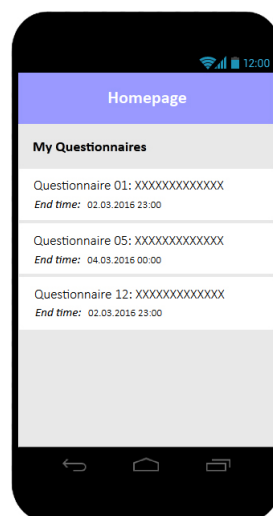 12:00
Homepage
My Questionnaires
Questionnaire 01: XXXXXXXXXXXXX
End time: 02.03.2016 23:00
Questionnaire 05: XXXXXXXXXXXXX
End time: 04.03.2016 00:00
Questionnaire 12: XXXXXXXXXXXXX
End time: 02.03.2016 23:00